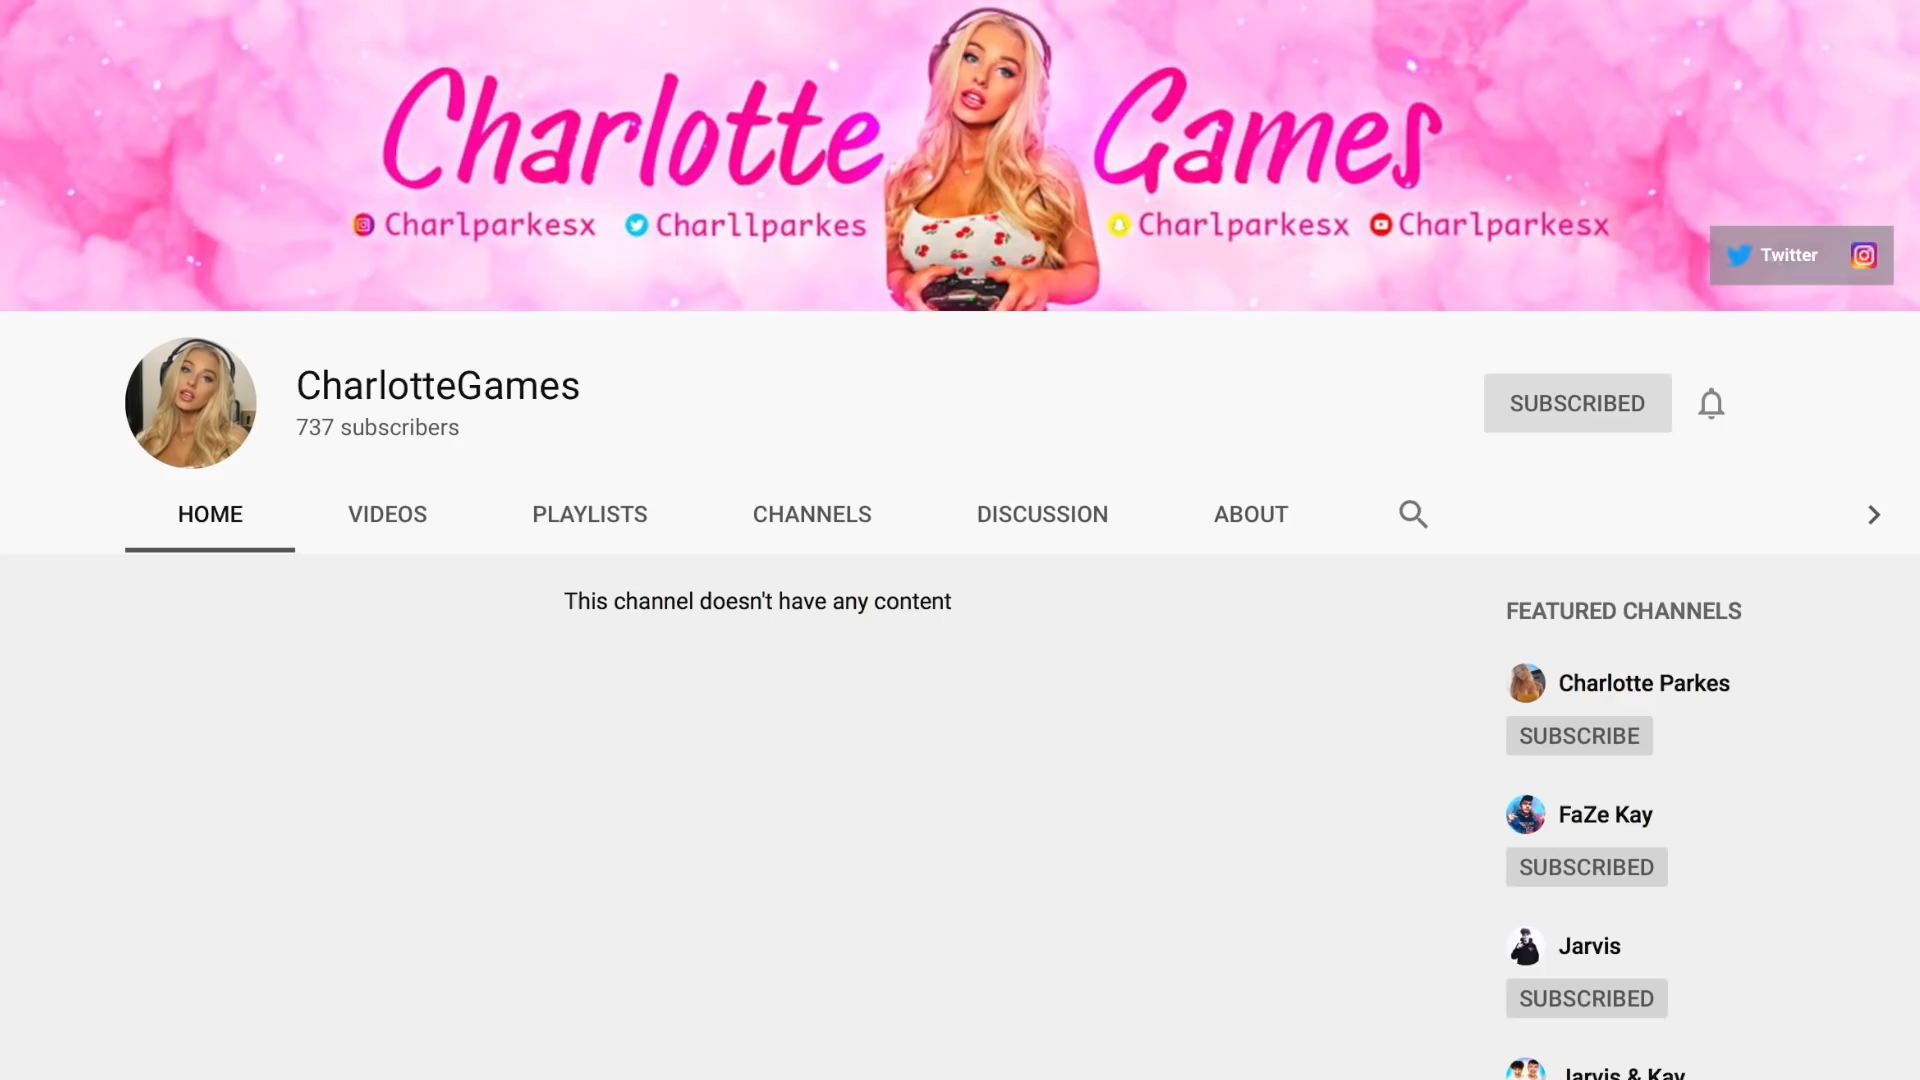 Charlotte Games
Charlparkesx Charllparkes Charlparkesx Charlparkesx
Twitter
CharlotteGames
737 subscribers
SUBSCRIBED
HOME VIDEOS PLAYLISTS CHANNELS DISCUSSION ABOUT
This channel doesn't have any content
FEATURED CHANNELS
Charlotte Parkes
SUBSCRIBE
FaZe Kay
SUBSCRIBED
Jarvis
SUBSCRIBED
Jarvis & Kay